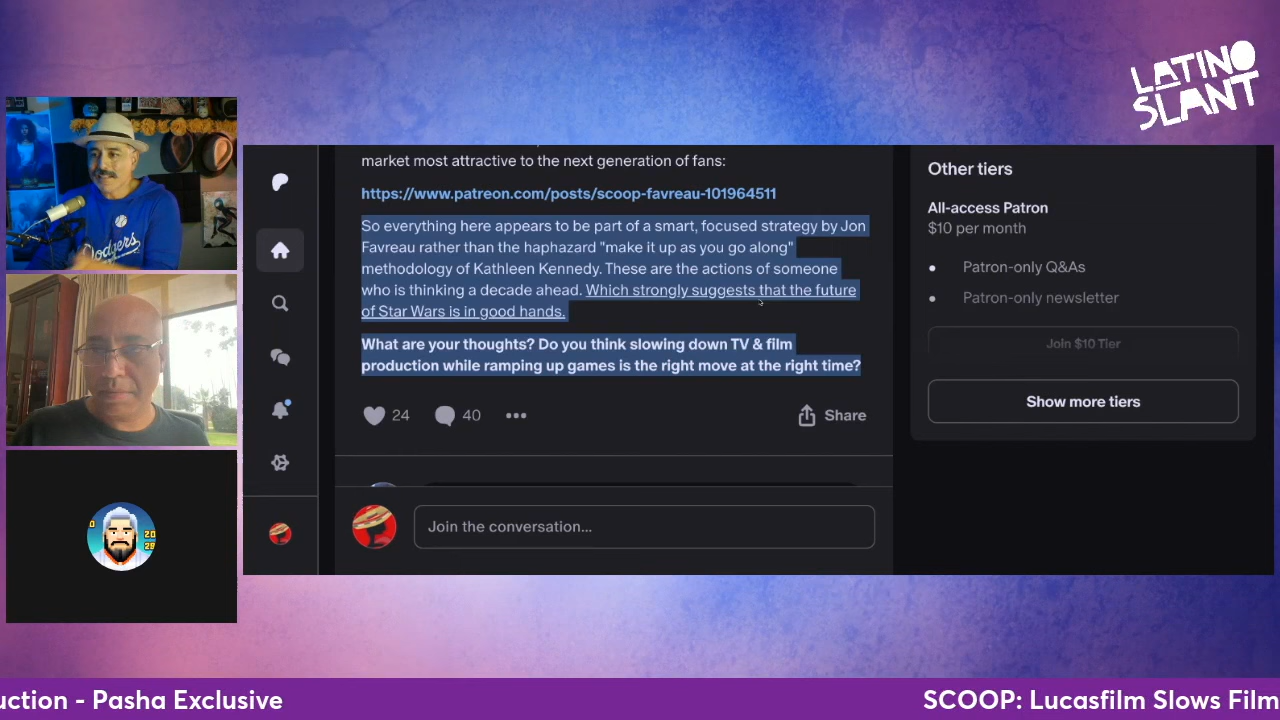 LATINO
SLANT
market most attractive to the next generation of fans:
https://www.patreon.com/posts/scoop-favreau-101964511
So everything here appears to be part of a smart, focused strategy by Jon
Favreau rather than the haphazard "make it up as you go along"
methodology of Kathleen Kennedy. These are the actions of someone
who is thinking a decade ahead. Which strongly suggests that the future
of Star Wars is in good hands.
What are your thoughts? Do you think slowing down TV & film
production while ramping up games is the right move at the right time?
24
40
Share
Join the conversation...
Other tiers
All-access Patron
$10 per month
Patron-only Q&As
Patron-only newsletter
Join $10 Tier
Show more tiers
Dodgers
0
20
28
uction - Pasha Exclusive
SCOOP: Lucasfilm Slows Film